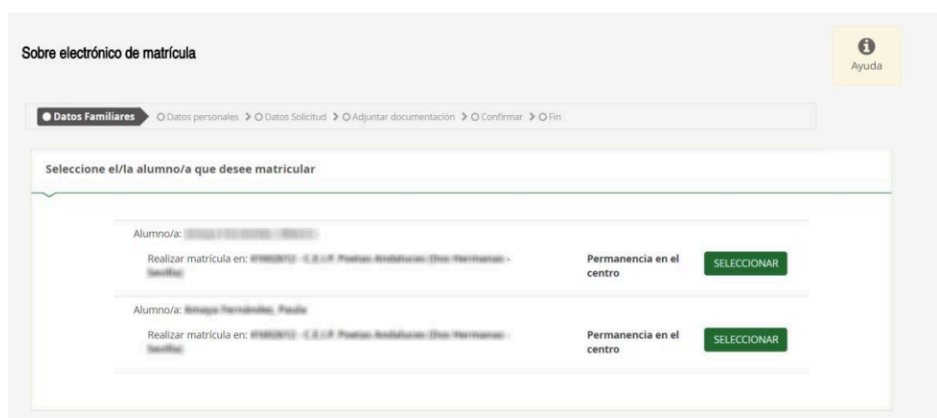 Sobre electrónico de matrícula
Ayuda
Datos Familiares Datos personales Datos Solicitud Adjuntar documentación Confirmar Fin
Seleccione el/la alumno/a que desee matricular
Alumno/a:
Realizar matrícula en:
Permanencia en el
centro
SELECCIONAR
Alumno/a:
Realizar matrícula en:
Permanencia en el
centro
SELECCIONAR